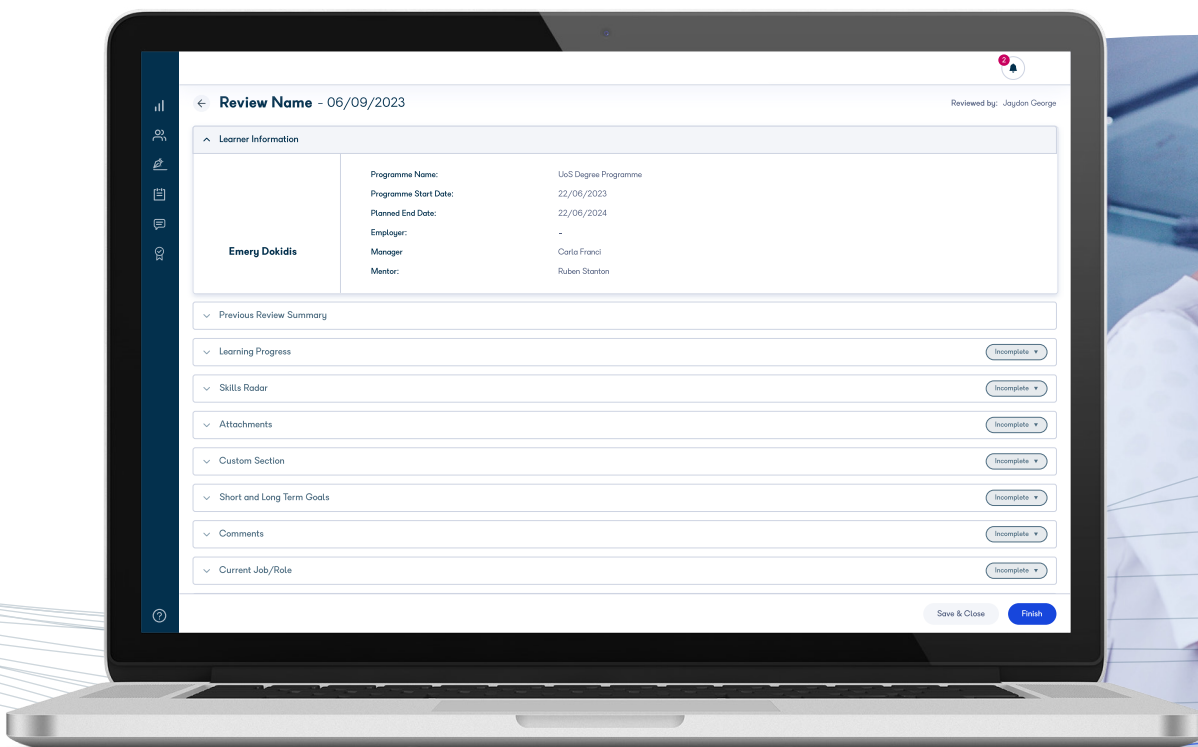 2
Review Name - 06/09/2023
Reviewed by: Jaydon George
Learner Information
Programme Name: UoS Degree Programme
Programme Start Date: 22/06/2023
Planned End Date: 22/06/2024
Employer: -
Emery Dokidis
Manager Carla Franci
Mentor: Ruben Stanton
Previous Review Summary
Learning Progress Incomplete
Skills Radar Incomplete
Attachments Incomplete
Custom Section Incomplete
Short and Long Term Goals Incomplete
Comments Incomplete
Current Job/Role Incomplete
?
Save & Close Finish